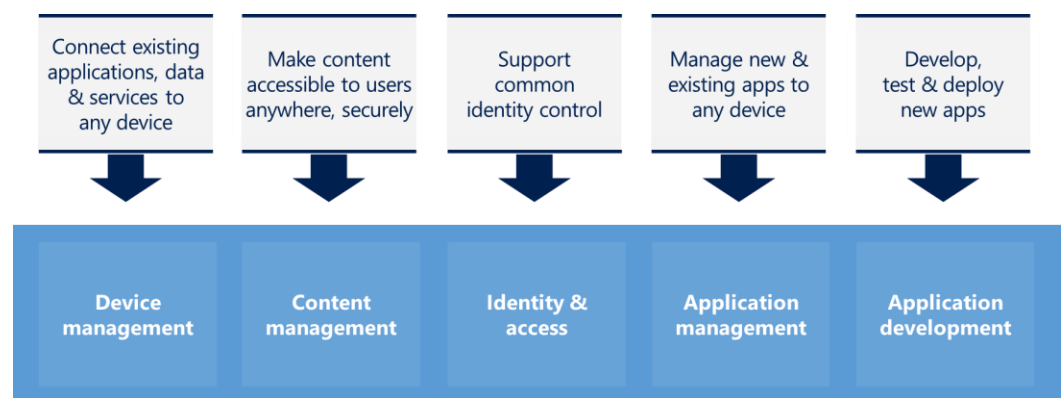 Connect existing
applications, data
& services to
any device
Make content
accessible to users
anywhere, securely
Support
common
identity control
Manage new &
existing apps to
any device
Develop,
test & deploy
new apps
Device
management
Content
management
Identity &
access
Application
management
Application
development